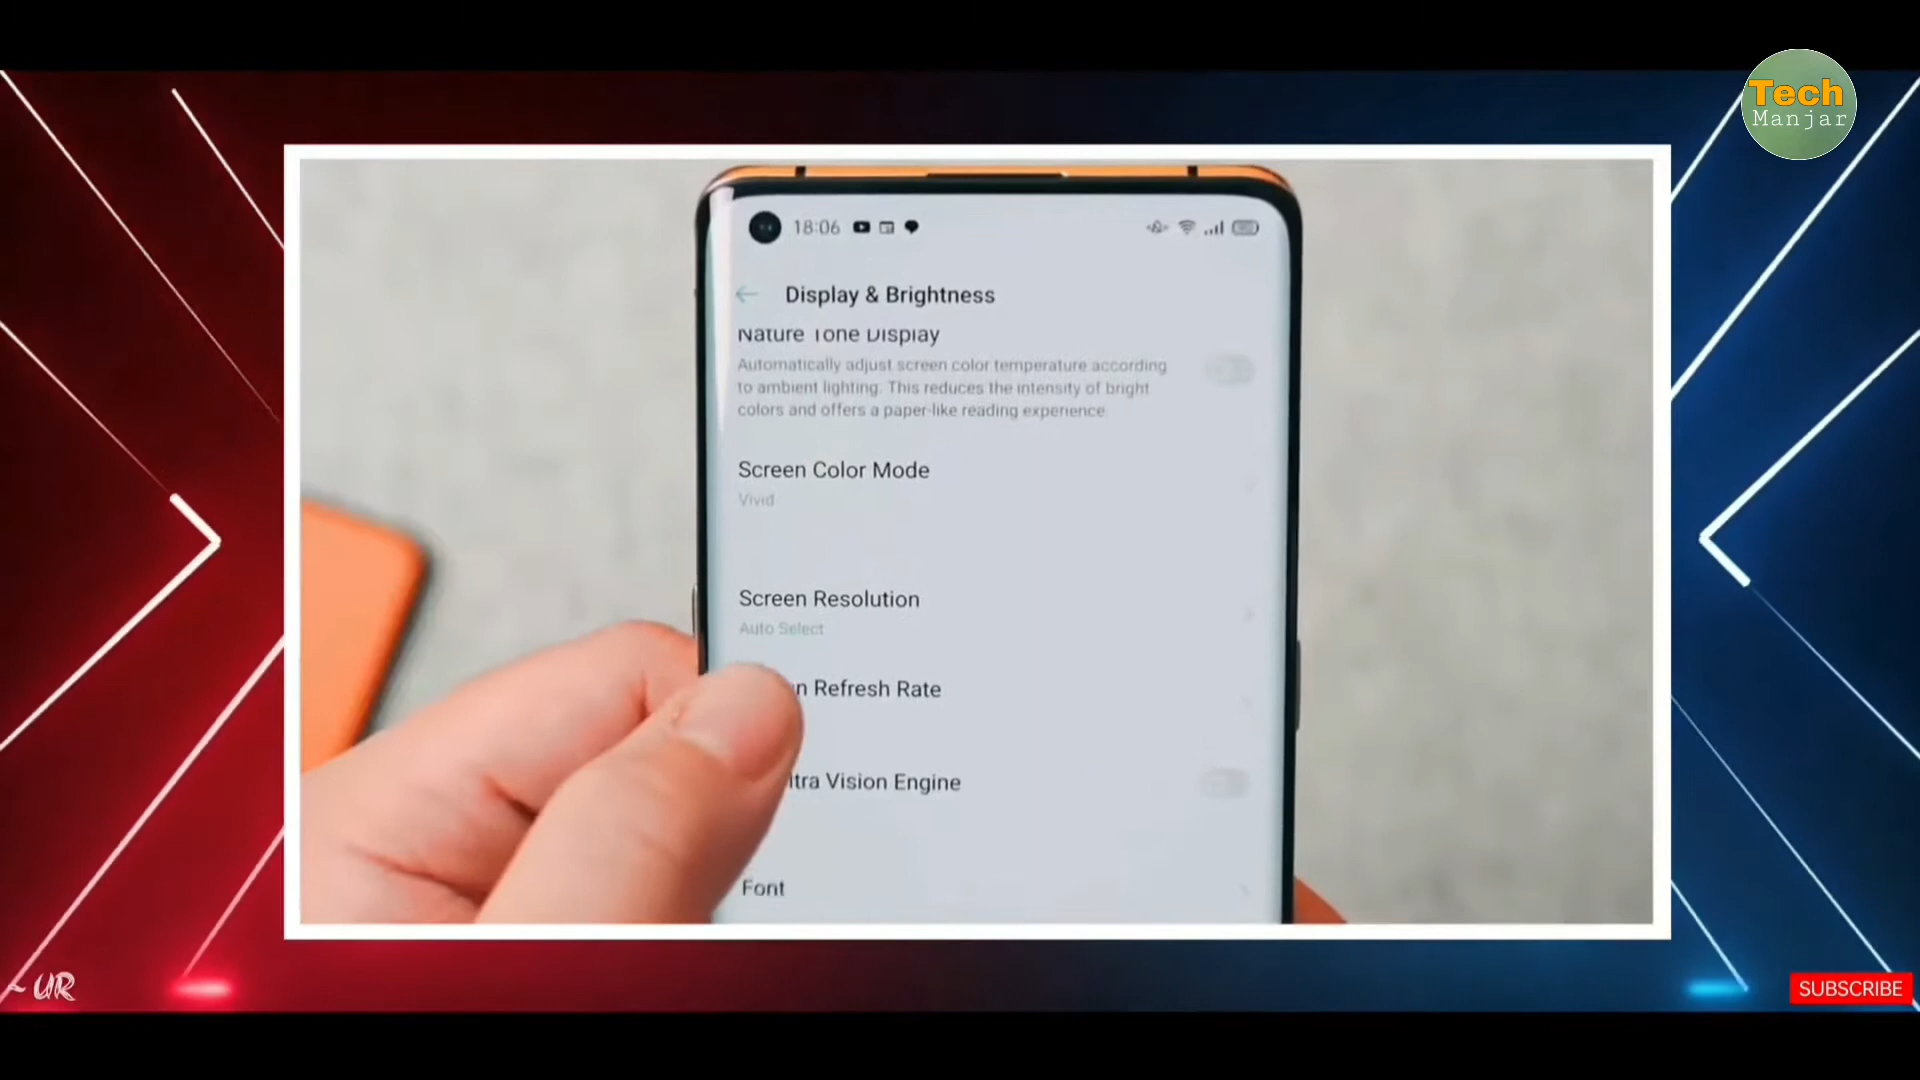 Tech
Manjar
18:06
Display & Brightness
Nature Tone Display
Automatically adjust screen color temperature according
to ambient lighting. This reduces the intensity of bright
colors and offers a paper-like reading experience.
Screen Color Mode
Vivid
Screen Resolution
Auto Select
n Refresh Rate
ltra Vision Engine
Font
~ UR
SUBSCRIBE